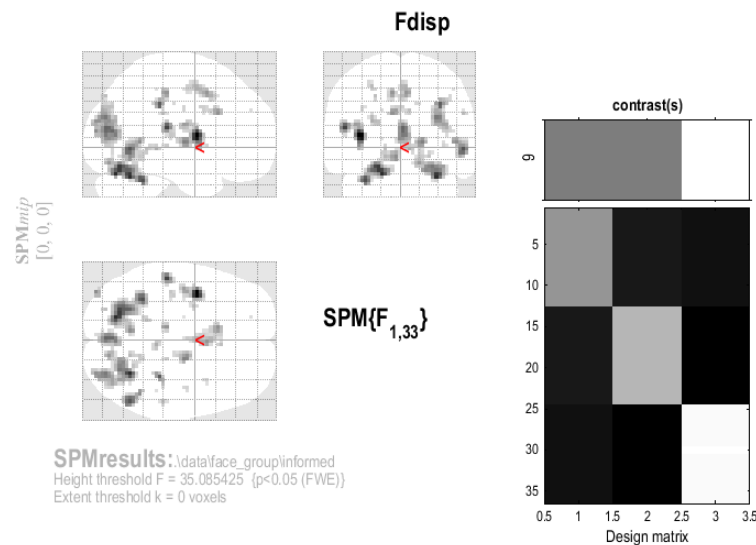 Fdisp
SPMmip
[0, 0, 0]
<
<
<
SPM{F1,33}
SPMresults:.\data\face_group\informed
Height threshold F = 35.085425 {p<0.05 (FWE)}
Extent threshold k = 0 voxels
contrast(s)
9
5
10
15
20
25
30
35
0.5 1 1.5 2 2.5 3 3.5
Design matrix